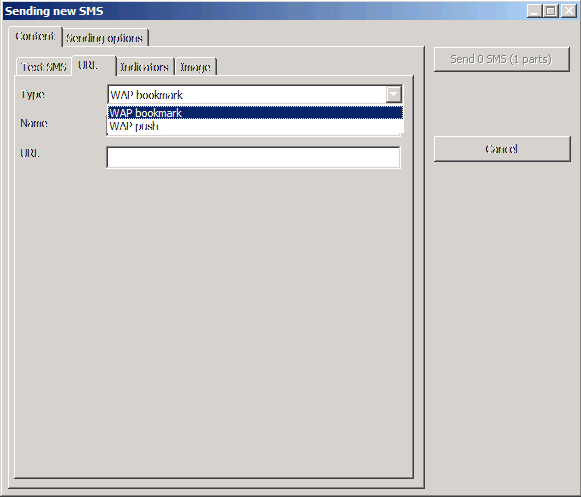 Sending new SMS
Content Sending options
Send 0 SMS (1 parts)
Text SMS URL Indicators Image
Type WAP bookmark
WAP bookmark
Name WAP push
Cancel
URL